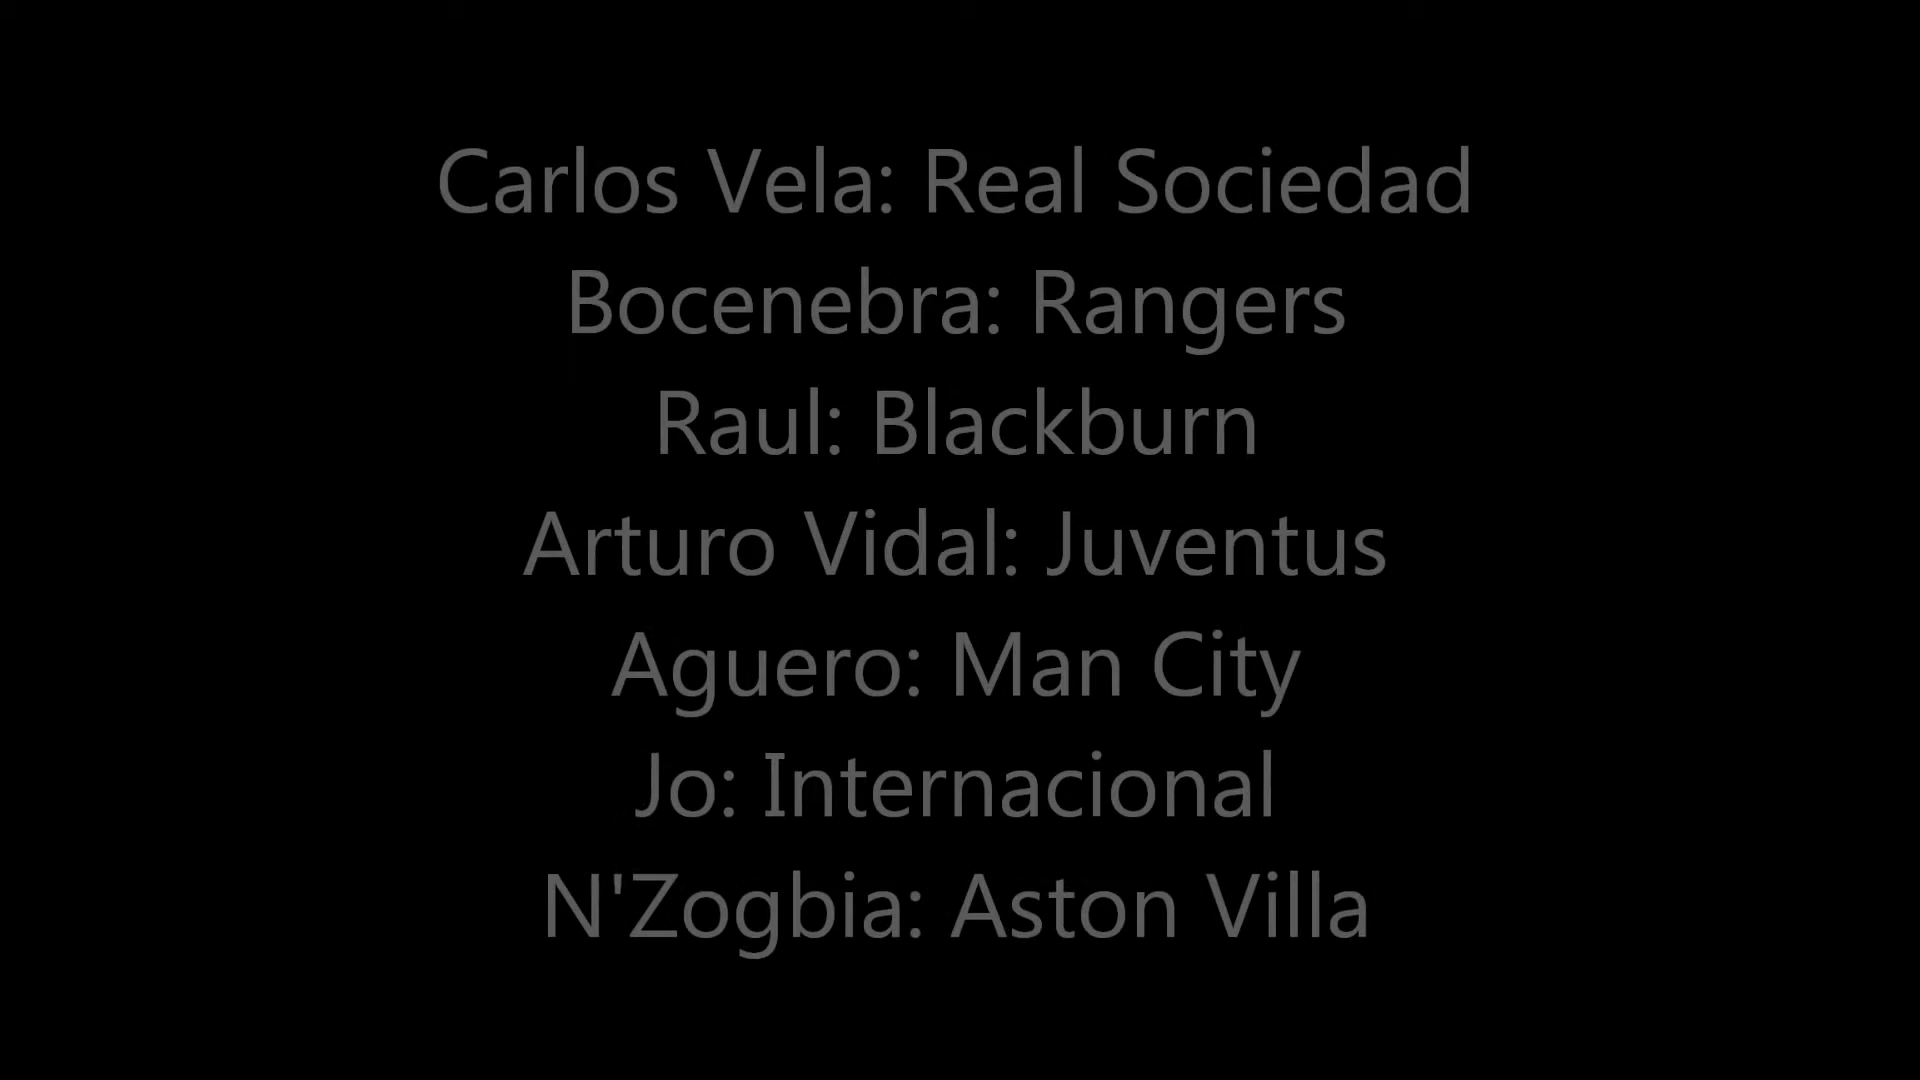 Carlos Vela: Real Sociedad
Bocenebra: Rangers
Raul: Blackburn
Arturo Vidal: Juventus
Aguero: Man City
Jo: Internacional
N'Zogbia: Aston Villa